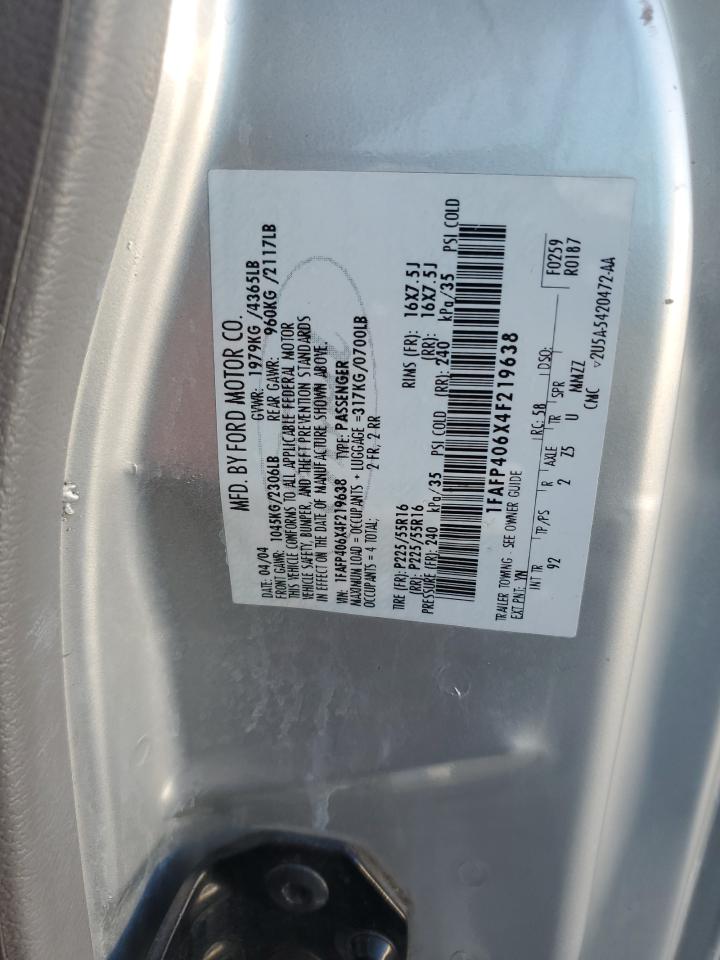 MFD. BY FORD MOTOR CO.
DATE: 04/04 GVWR: 1979KG /4365LB
FRONT GAWR: 1045KG/2306LB REAR GAWR: 960KG /2117LB
THIS VEHICLE CONFORMS TO ALL APPLICABLE FEDERAL MOTOR
VEHICLE SAFETY, BUMPER, AND THEFT PREVENTION STANDARDS
IN EFFECT ON THE DATE OF MANUFACTURE SHOWN ABOVE.
VIN: 1FAFP406X4F219638 TYPE: PASSENGER
MAXIMUM LOAD = OCCUPANTS + LUGGAGE =317KG/0700LB
OCCUPANTS = 4 TOTAL; 2 FR, 2 RR
TIRE (FR): P225/55R16 RIMS (FR): 16X7.5J
(RR): P225/55R16 (RR): 16X7.5J
PRESSURE (FR): 240 kPa/35 PSI COLD (RR): 240 kPa/35 PSI COLD
1FAFP406X4F219638
TRAILER TOWING - SEE OWNER GUIDE
EXT PNT: YN RC: 5B DSO: F0259
R0187
INT TR TP/PS R AXLE TR SPR
92 2 Z5 U MMZZ
CMC v2U5A-5420472-AA